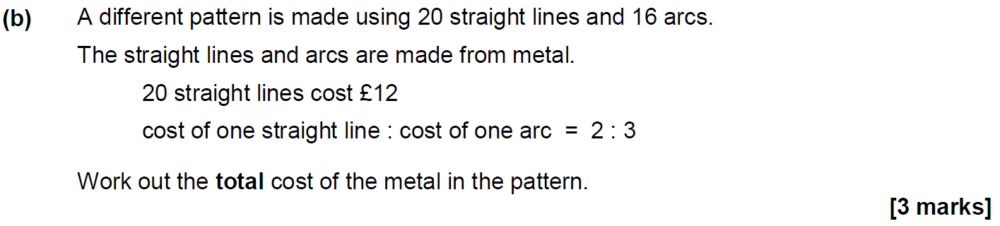 (b) A different pattern is made using 20 straight lines and 16 arcs.
The straight lines and arcs are made from metal.
20 straight lines cost £12
cost of one straight line : cost of one arc = 2 : 3
Work out the total cost of the metal in the pattern.
[3 marks]